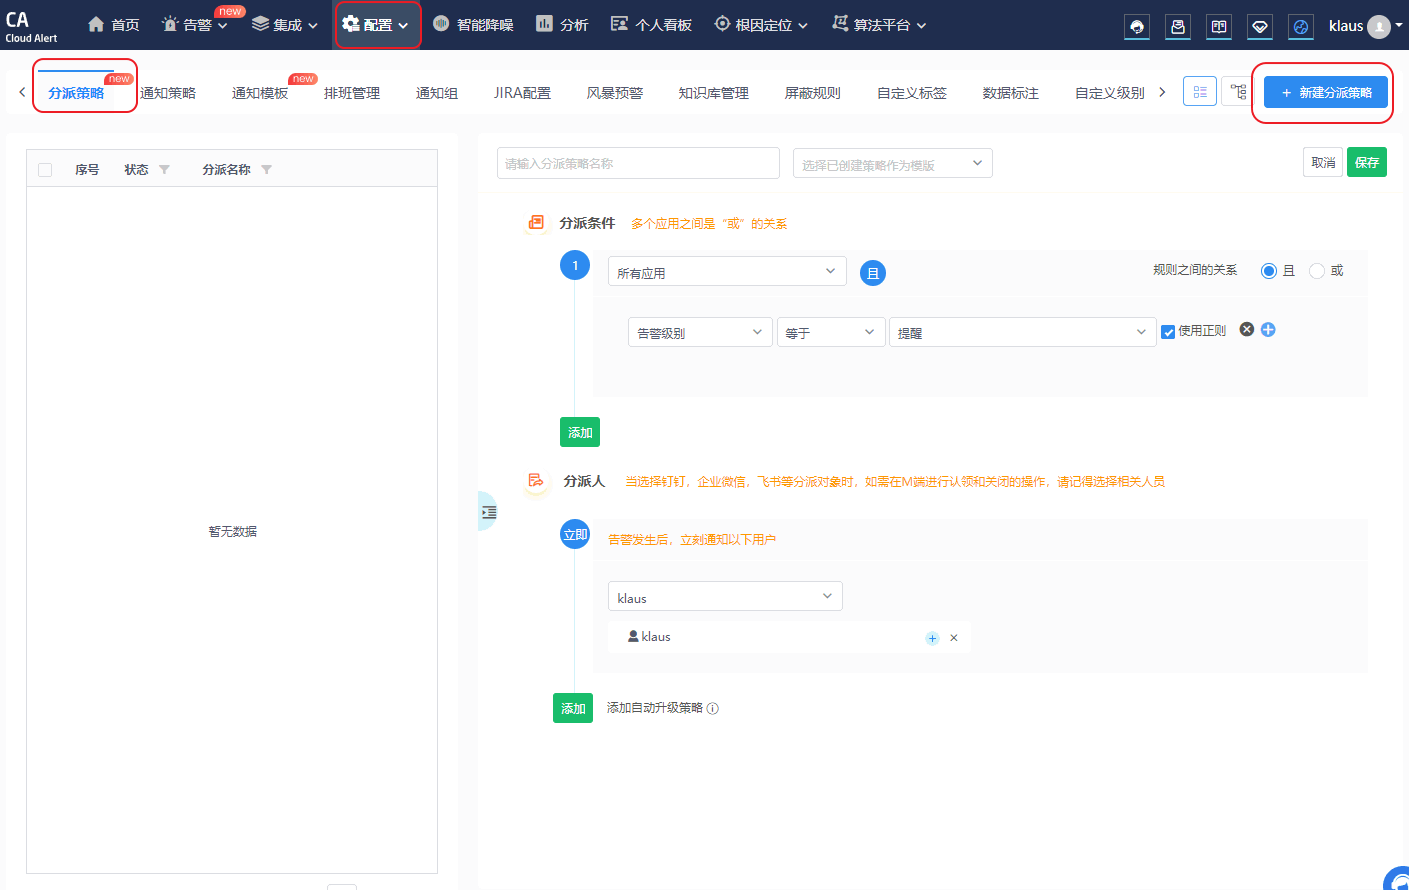 CA
Cloud Alert
首页
告警
new
集成
配置
智能降噪
分析
个人看板
根因定位
算法平台
klaus
分派策略
new
通知策略
通知模板
new
排班管理
通知组
JIRA配置
风暴预警
知识库管理
屏蔽规则
自定义标签
数据标注
自定义级别
+ 新建分派策略
序号
状态
分派名称
暂无数据
请输入分派策略名称
选择已创建策略作为模版
取消
保存
分派条件
多个应用之间是“或”的关系
1
所有应用
且
规则之间的关系
且
或
告警级别
等于
提醒
使用正则
添加
分派人
当选择钉钉，企业微信，飞书等分派对象时，如需在M端进行认领和关闭的操作，请记得选择相关人员
立即
告警发生后，立刻通知以下用户
klaus
klaus
添加
添加自动升级策略